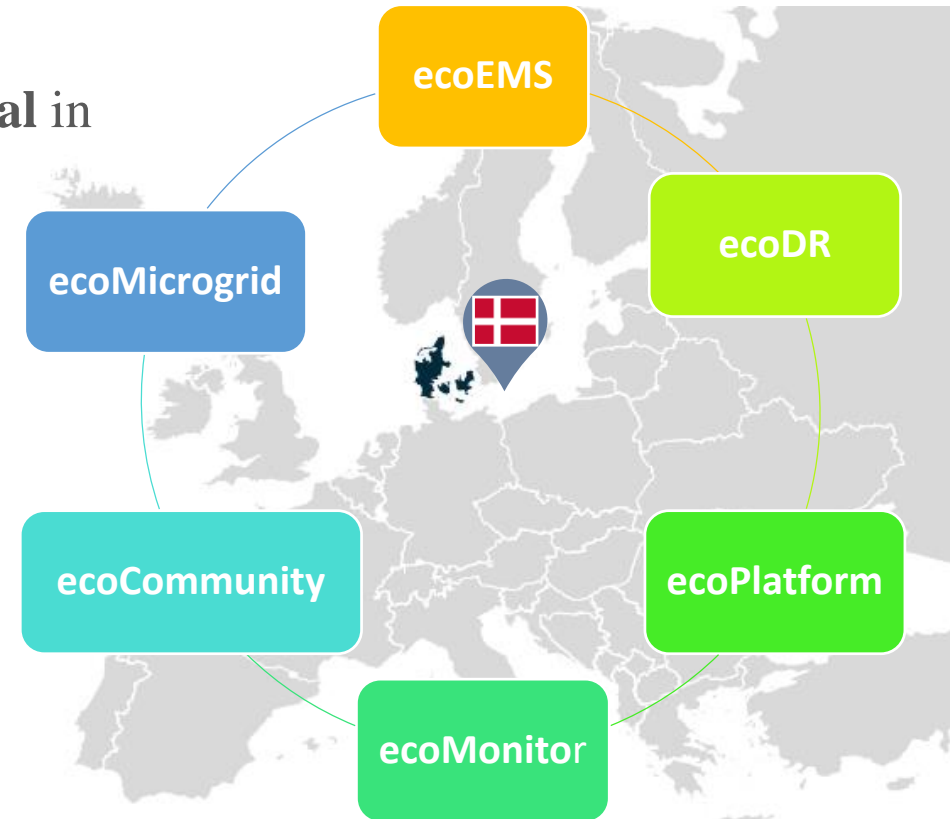 ecoEMS
al in
ecoDR
ecoMicrogrid
ecoCommunity
ecoPlatform
ecoMonitor